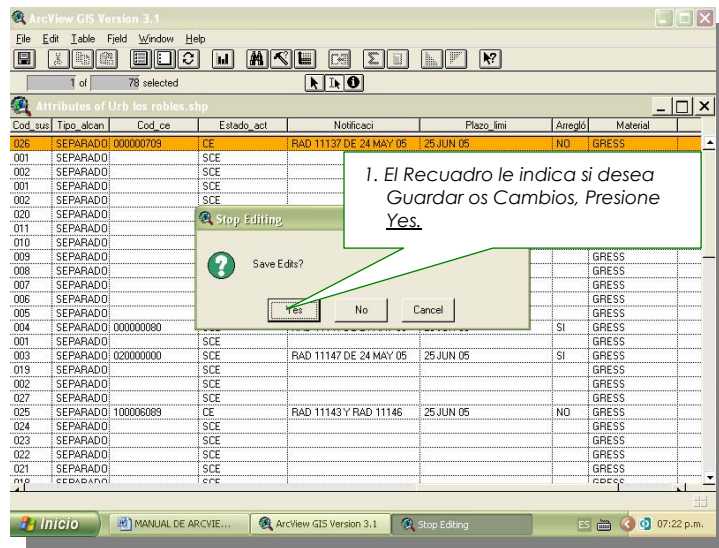 ArcView GIS Version 3.1
File Edit Table Field Window Help
1 of 78 selected
Attributes of Urb los robles.shp
Cod_sus Tipo_alcan Cod_ce Estado_act Notificaci Plazo_limi Arregló Material
026 SEPARADO 000000709 CE RAD 11137 DE 24 MAY 05 25 JUN 05 NO GRESS
001 SEPARADO SCE
002 SEPARADO SCE
001 SEPARADO SCE
002 SEPARADO SCE
020 SEPARADO
011 SEPARADO
010 SEPARADO
009 SEPARADO GRESS
008 SEPARADO GRESS
007 SEPARADO GRESS
006 SEPARADO GRESS
005 SEPARADO GRESS
004 SEPARADO 000000080 SI GRESS
001 SEPARADO SCE GRESS
003 SEPARADO 020000000 SCE RAD 11147 DE 24 MAY 05 25 JUN 05 SI GRESS
019 SEPARADO SCE GRESS
002 SEPARADO SCE GRESS
027 SEPARADO SCE GRESS
025 SEPARADO 100006089 CE RAD 11143 Y RAD 11146 25 JUN 05 NO GRESS
024 SEPARADO SCE GRESS
023 SEPARADO SCE GRESS
022 SEPARADO SCE GRESS
021 SEPARADO SCE GRESS
018 SEPARADO SCE GRESS
1. El Recuadro le indica si desea
Guardar os Cambios, Presione
Yes.
Stop Editing
Save Edits?
Yes No Cancel
Inicio MANUAL DE ARCVIE... ArcView GIS Version 3.1 Stop Editing ES 07:22 p.m.